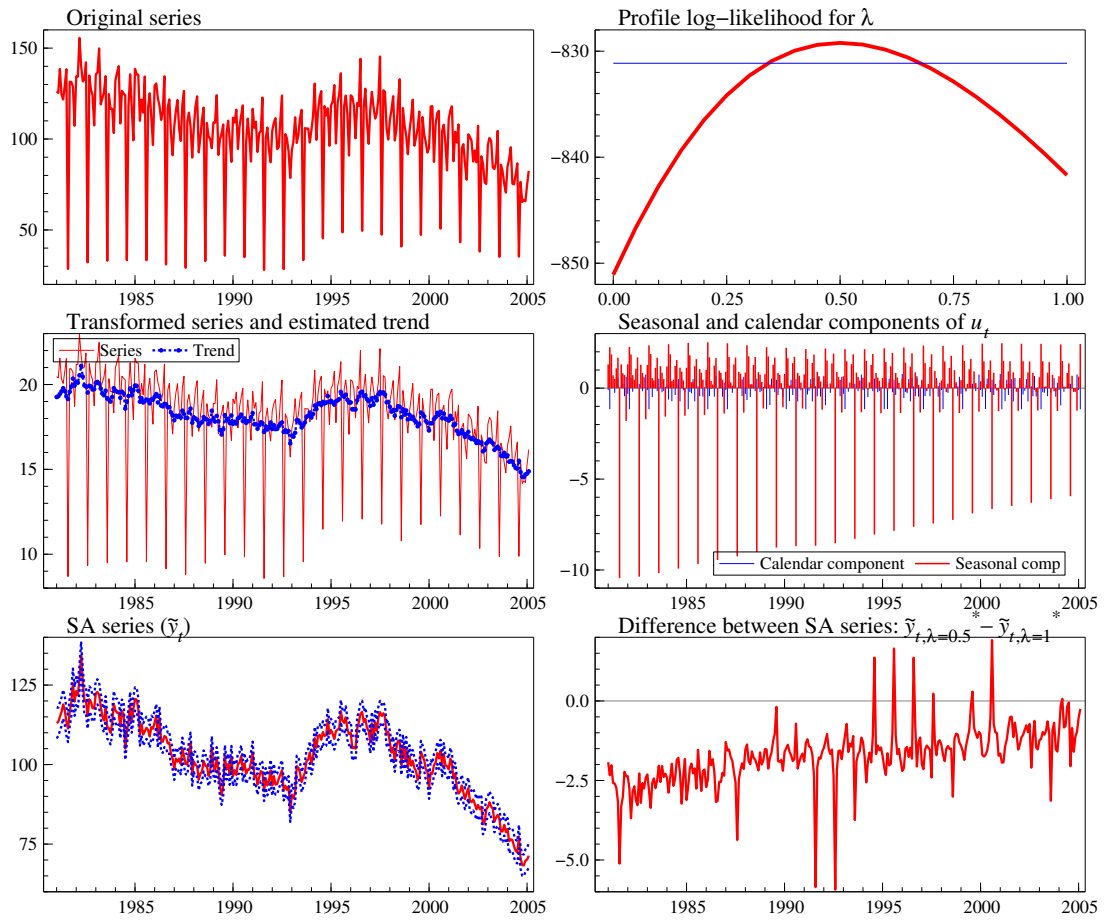 Original series
150
100
50
1985 1990 1995 2000 2005
Profile log−likelihood for λ
−830
−840
−850
0.00 0.25 0.50 0.75 1.00
Transformed series and estimated trend
Series Trend
20
15
10
1985 1990 1995 2000 2005
Seasonal and calendar components of u_t
0
−5
−10
Calendar component Seasonal comp
1985 1990 1995 2000 2005
SA series (ỹ_t)
125
100
75
1985 1990 1995 2000 2005
Difference between SA series: ỹ_{t,λ=0.5}* − ỹ_{t,λ=1}*
0.0
−2.5
−5.0
1985 1990 1995 2000 2005